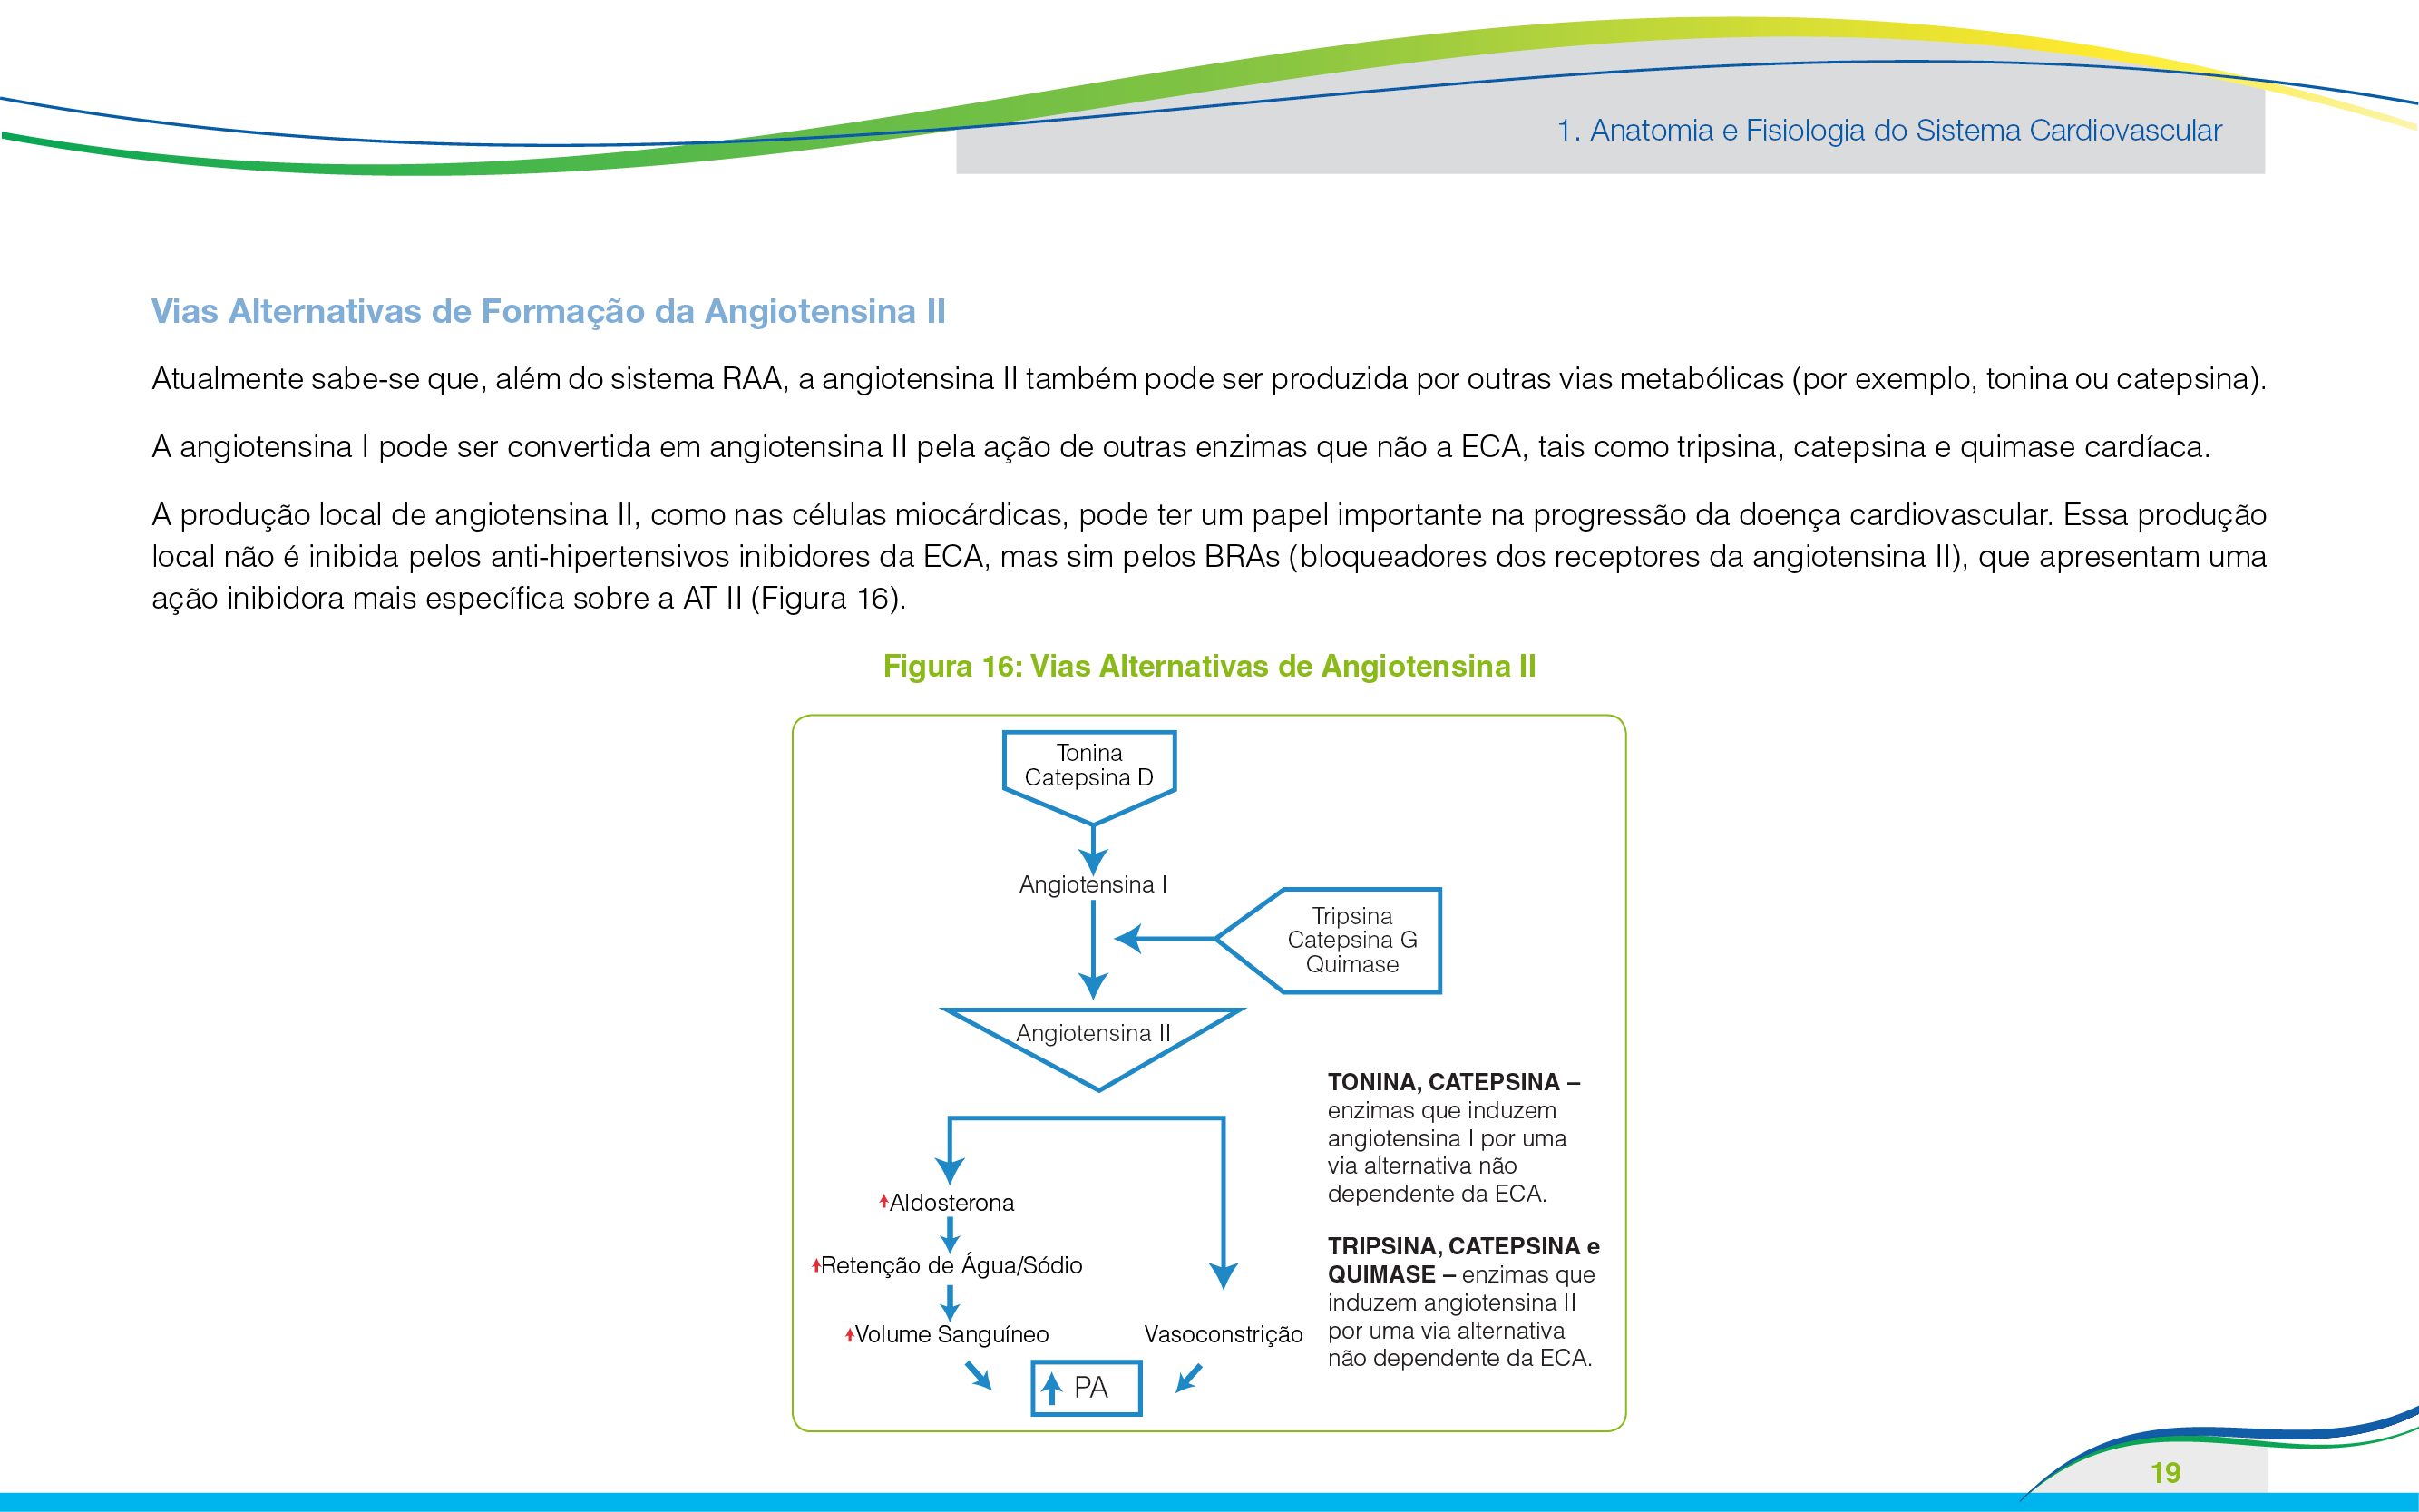 1. Anatomia e Fisiologia do Sistema Cardiovascular
Vias Alternativas de Formação da Angiotensina II
Atualmente sabe-se que, além do sistema RAA, a angiotensina II também pode ser produzida por outras vias metabólicas (por exemplo, tonina ou catepsina).
A angiotensina I pode ser convertida em angiotensina II pela ação de outras enzimas que não a ECA, tais como tripsina, catepsina e quimase cardíaca.
A produção local de angiotensina II, como nas células miocárdicas, pode ter um papel importante na progressão da doença cardiovascular. Essa produção
local não é inibida pelos anti-hipertensivos inibidores da ECA, mas sim pelos BRAs (bloqueadores dos receptores da angiotensina II), que apresentam uma
ação inibidora mais específica sobre a AT II (Figura 16).
Figura 16: Vias Alternativas de Angiotensina II
Tonina
Catepsina D
Angiotensina I
Tripsina
Catepsina G
Quimase
Angiotensina II
Aldosterona
Retenção de Água/Sódio
Volume Sanguíneo
Vasoconstrição
PA
TONINA, CATEPSINA –
enzimas que induzem
angiotensina I por uma
via alternativa não
dependente da ECA.
TRIPSINA, CATEPSINA e
QUIMASE – enzimas que
induzem angiotensina II
por uma via alternativa
não dependente da ECA.
19